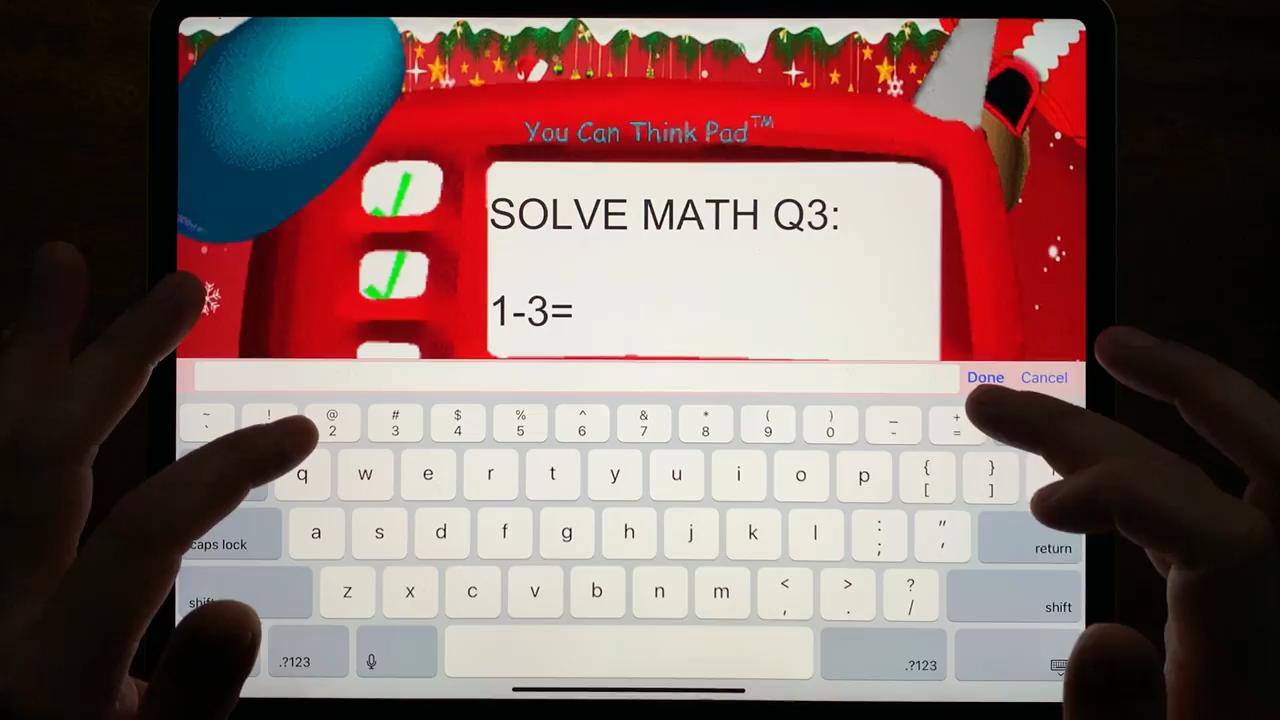 You Can Think Pad™
SOLVE MATH Q3:
1-3=
Done Cancel
~ ! @ # $ % ^ & * ( ) — +
` 2 3 4 5 6 7 8 9 0 - =
q w e r t y u i o p { }
[ ]
caps lock a s d f g h j k l : "
; ' return
shift z x c v b n m < > ?
, . / shift
.?123 .?123